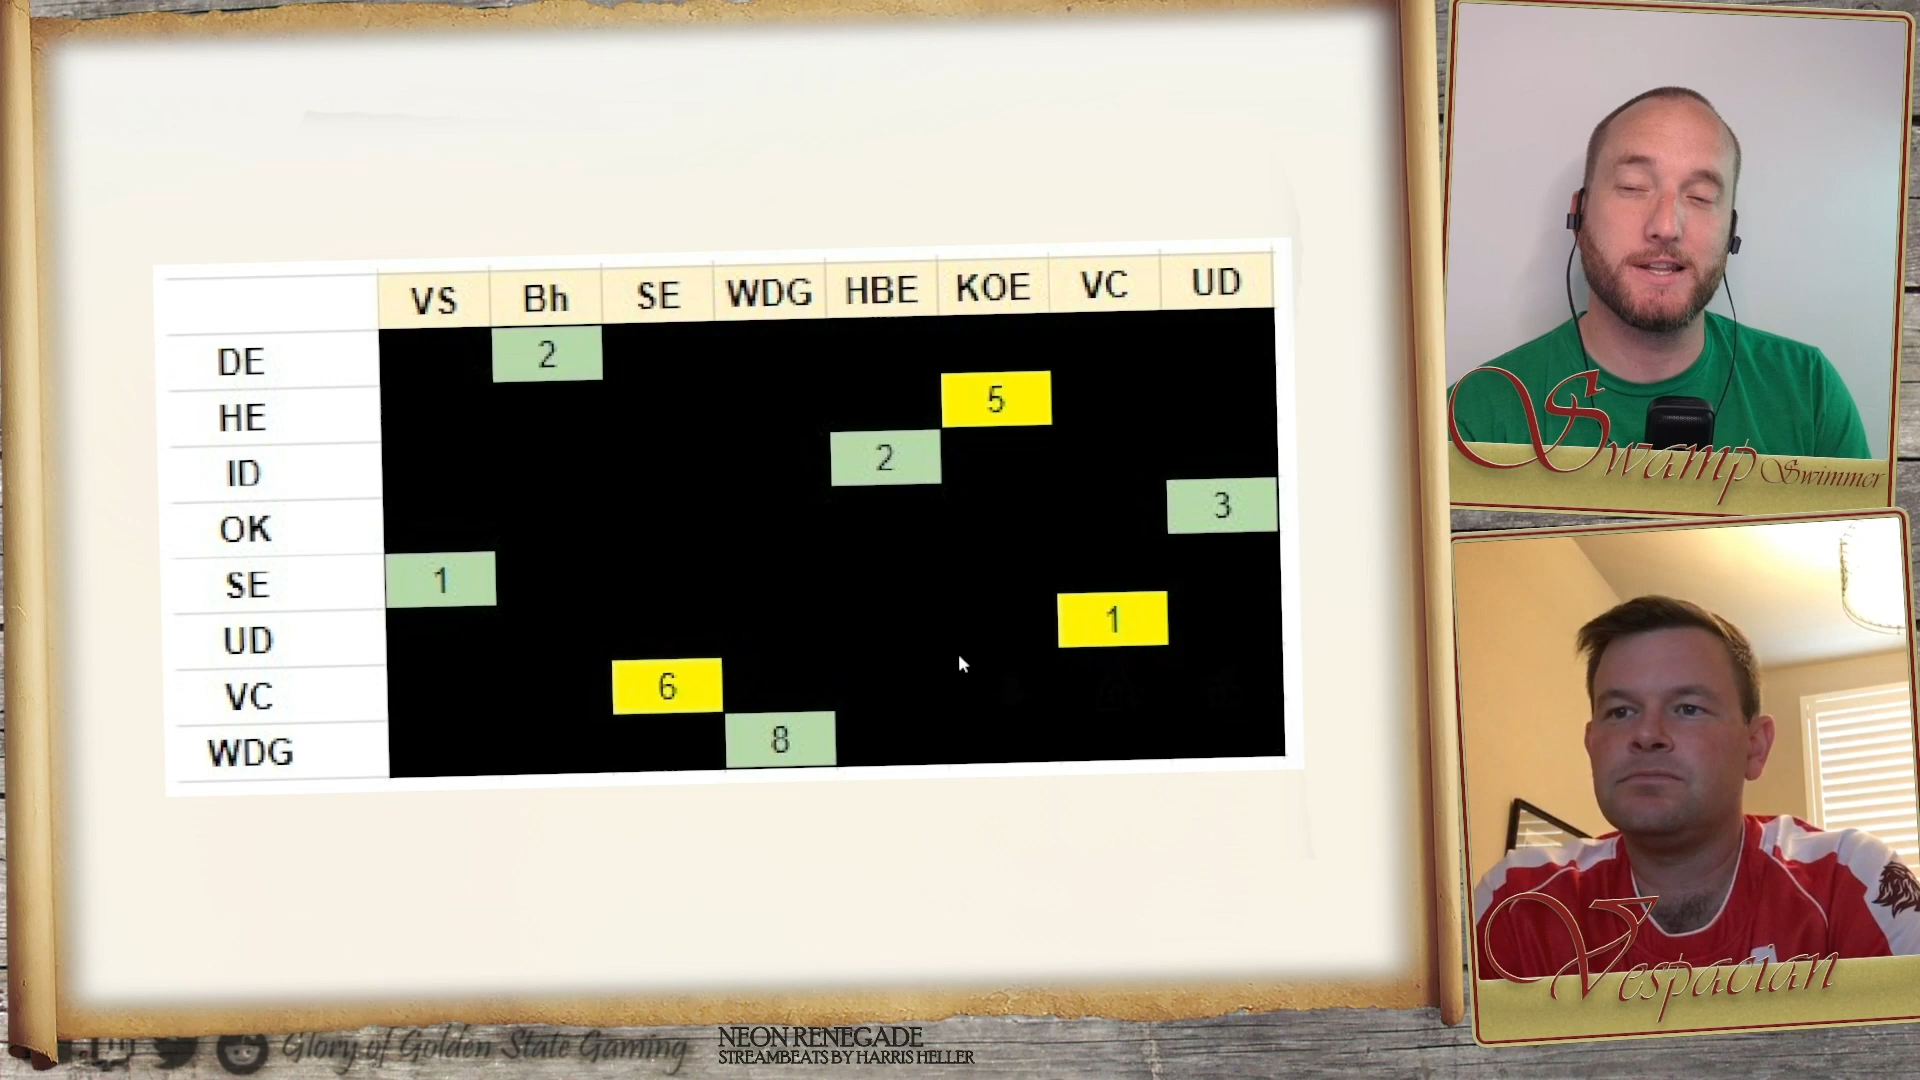 VS Bh SE WDG HBE KOE VC UD
DE 2
HE 5
ID 2
OK 3
SE 1
UD 1
VC 6
WDG 8
Swamp Swimmer
Vespacian
Glory of Golden State Gaming
NEON RENEGADE
STREAMBEATS BY HARRIS HELLER